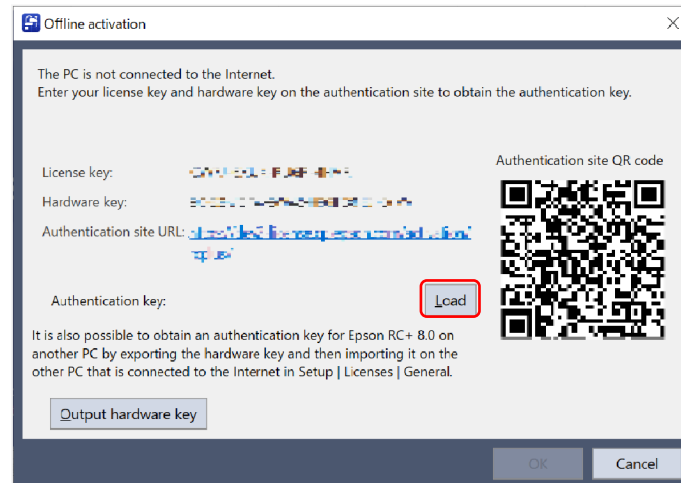 Offline activation
The PC is not connected to the Internet.
Enter your license key and hardware key on the authentication site to obtain the authentication key.
Authentication site QR code
License key:
Hardware key:
Authentication site URL:
Authentication key:
Load
It is also possible to obtain an authentication key for Epson RC+ 8.0 on
another PC by exporting the hardware key and then importing it on the
other PC that is connected to the Internet in Setup | Licenses | General.
Output hardware key
OK
Cancel